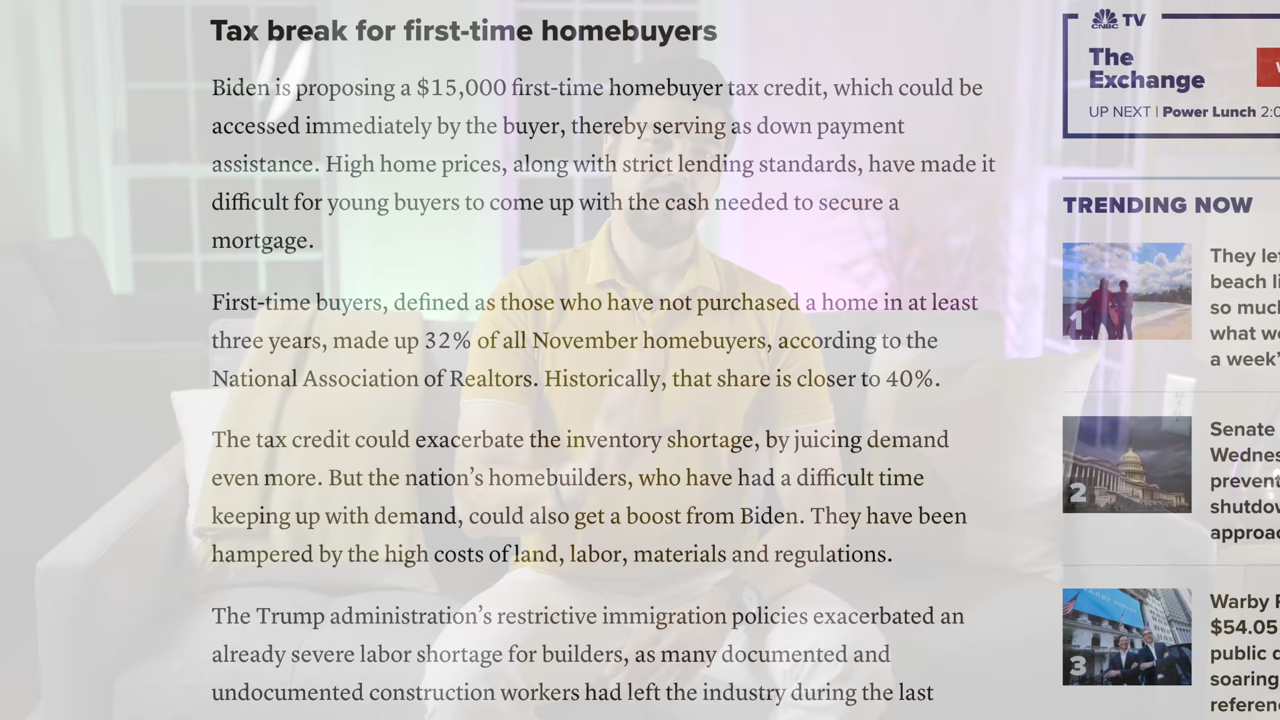 Tax break for first-time homebuyers
Biden is proposing a $15,000 first-time homebuyer tax credit, which could be
accessed immediately by the buyer, thereby serving as down payment
assistance. High home prices, along with strict lending standards, have made it
difficult for young buyers to come up with the cash needed to secure a
mortgage.
First-time buyers, defined as those who have not purchased a home in at least
three years, made up 32% of all November homebuyers, according to the
National Association of Realtors. Historically, that share is closer to 40%.
The tax credit could exacerbate the inventory shortage, by juicing demand
even more. But the nation’s homebuilders, who have had a difficult time
keeping up with demand, could also get a boost from Biden. They have been
hampered by the high costs of land, labor, materials and regulations.
The Trump administration’s restrictive immigration policies exacerbated an
already severe labor shortage for builders, as many documented and
undocumented construction workers had left the industry during the last
CNBC TV
The
Exchange
UP NEXT | Power Lunch
TRENDING NOW
1
They
beach
so
what
a week
2
Senate
3
Warby
$54.05
public
soaring